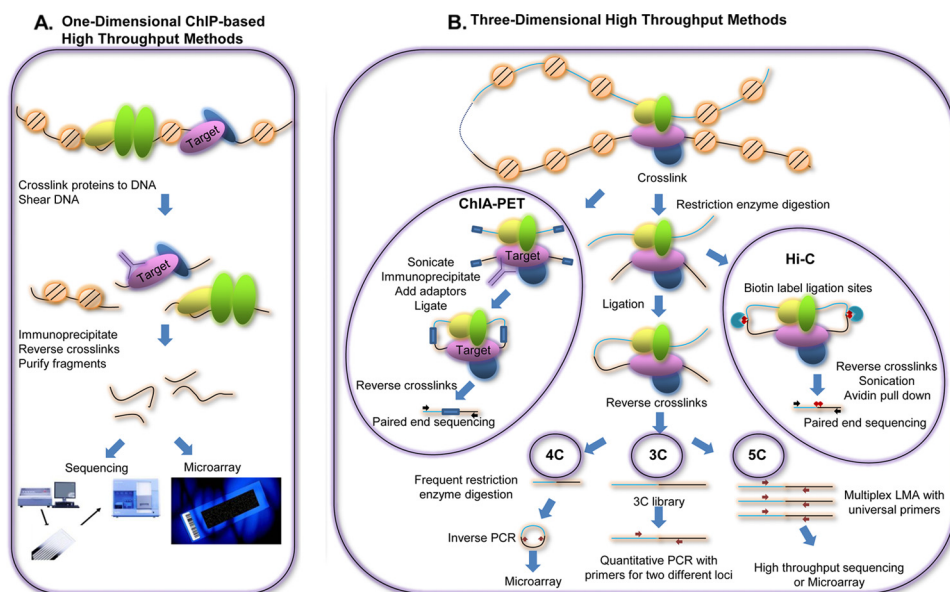 A. One-Dimensional ChIP-based
High Throughput Methods
Target
Crosslink proteins to DNA
Shear DNA
Target
Immunoprecipitate
Reverse crosslinks
Purify fragments
Sequencing
Microarray
B. Three-Dimensional High Throughput Methods
Crosslink
Restriction enzyme digestion
ChIA-PET
Target
Sonicate
Immunoprecipitate
Add adaptors
Ligate
Target
Reverse crosslinks
Paired end sequencing
Ligation
Reverse crosslinks
Hi-C
Biotin label ligation sites
Reverse crosslinks
Sonication
Avidin pull down
Paired end sequencing
4C
Frequent restriction
enzyme digestion
Inverse PCR
Microarray
3C
3C library
Quantitative PCR with
primers for two different loci
5C
Multiplex LMA with
universal primers
High throughput sequencing
or Microarray